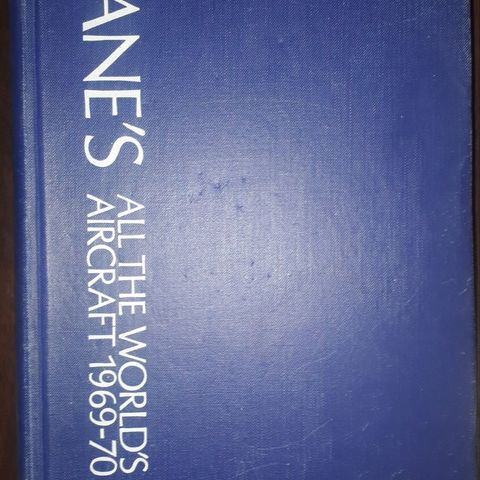 ANE'S
ALL THE WORLD'S
AIRCRAFT 1969-70